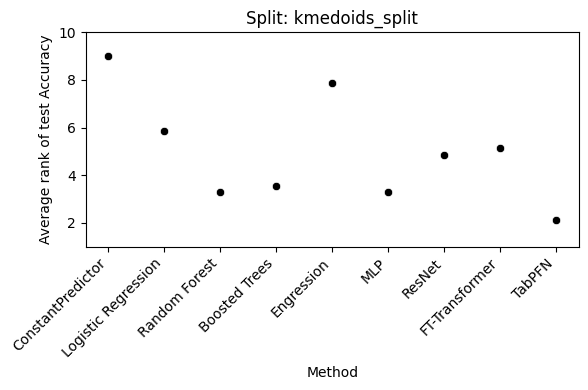 Split: kmedoids_split
Average rank of test Accuracy
10
8
6
4
2
ConstantPredictor
Logistic Regression
Random Forest
Boosted Trees
Engression
MLP
ResNet
FT-Transformer
TabPFN
Method